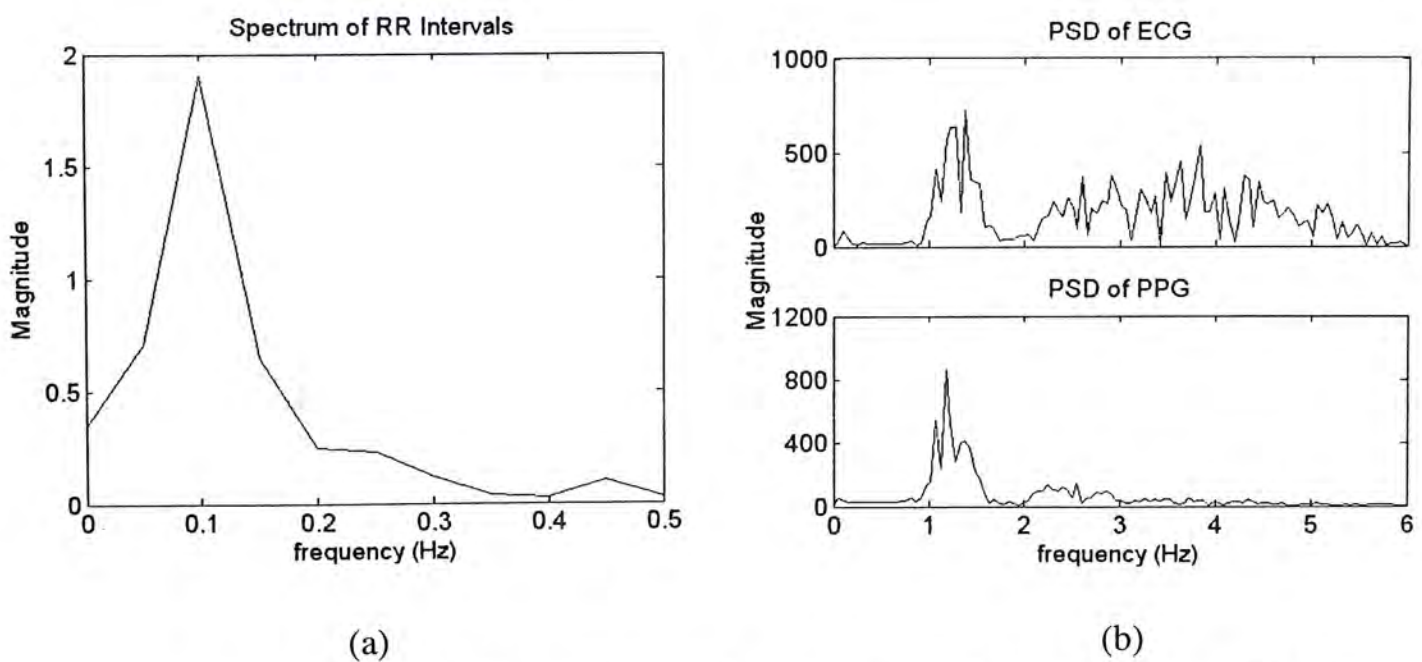 Spectrum of RR Intervals
2
1.5
1
0.5
0
Magnitude
0 0.1 0.2 0.3 0.4 0.5
frequency (Hz)
(a)
PSD of ECG
1000
500
0
Magnitude
PSD of PPG
1200
800
400
0
0 1 2 3 4 5 6
frequency (Hz)
(b)